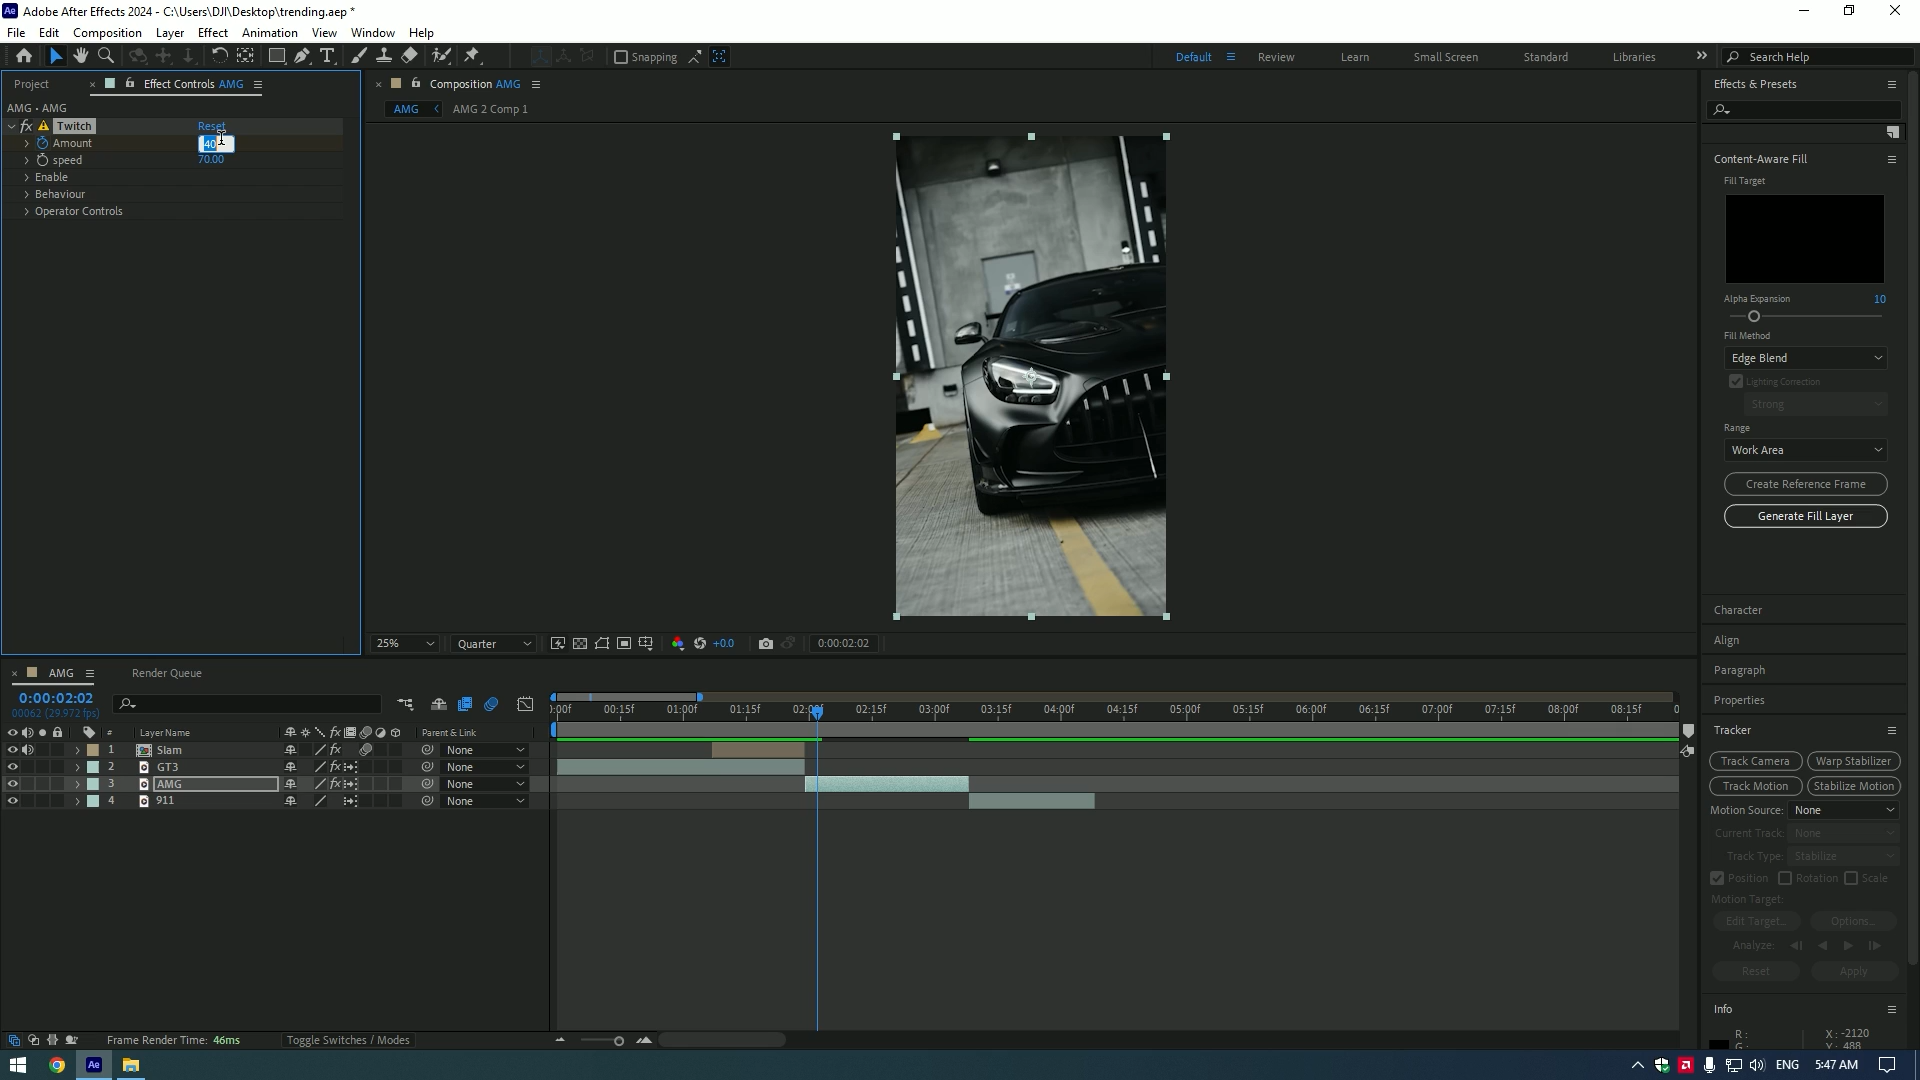 Adobe After Effects 2024 - C:\Users\DJI\Desktop\trending.aep *
File Edit Composition Layer Effect Animation View Window Help
Snapping Default Review Learn Small Screen Standard Libraries Search Help
Project Effect Controls AMG
AMG • AMG
Twitch Reset
Amount 40
speed 70.00
Enable
Behaviour
Operator Controls
Composition AMG
AMG AMG 2 Comp 1
25% Quarter +0.0 0:00:02:02
Effects & Presets
Content-Aware Fill
Fill Target
Alpha Expansion 10
Fill Method
Edge Blend
Lighting Correction
Strong
Range
Work Area
Create Reference Frame
Generate Fill Layer
Character
Align
Paragraph
Properties
Tracker
Track Camera Warp Stabilizer
Track Motion Stabilize Motion
Motion Source: None
Current Track: None
Track Type: Stabilize
Position Rotation Scale
Motion Target:
Edit Target... Options...
Analyze:
Reset Apply
Info
R: X: -2120
G: Y: 488
AMG Render Queue
0:00:02:02
00062 (29.972 fps)
:00f 00:15f 01:00f 01:15f 02:00f 02:15f 03:00f 03:15f 04:00f 04:15f 05:00f 05:15f 06:00f 06:15f 07:00f 07:15f 08:00f 08:15f
# Layer Name Parent & Link
1 Slam None
2 GT3 None
3 AMG None
4 911 None
Frame Render Time: 46ms Toggle Switches / Modes
ENG 5:47 AM